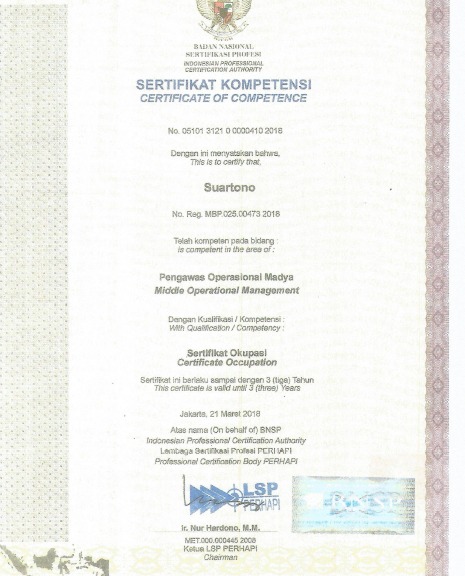 BADAN NASIONAL
SERTIFIKASI PROFESI
INDONESIAN PROFESSIONAL
CERTIFICATION AUTHORITY
SERTIFIKAT KOMPETENSI
CERTIFICATE OF COMPETENCE
No. 05101 3121 0 0000410 2018
Dengan ini menyatakan bahwa,
This is to certify that,
Suartono
No. Reg. MBP.025.00473 2018
Telah kompeten pada bidang :
is competent in the area of :
Pengawas Operasional Madya
Middle Operational Management
Dengan Kualifikasi / Kompetensi :
With Qualification / Competency :
Sertifikat Okupasi
Certificate Occupation
Sertifikat ini berlaku sampai dengan 3 (tiga) Tahun
This certificate is valid until 3 (three) Years
Jakarta, 21 Maret 2018
Atas nama (On behalf of) BNSP
Indonesian Professional Certification Authority
Lembaga Sertifikasi Profesi PERHAPI
Professional Certification Body PERHAPI
LSP
PERHAPI
Ir. Nur Hardono, M.M.
MET.000.000445 2008
Ketua LSP PERHAPI
Chairman